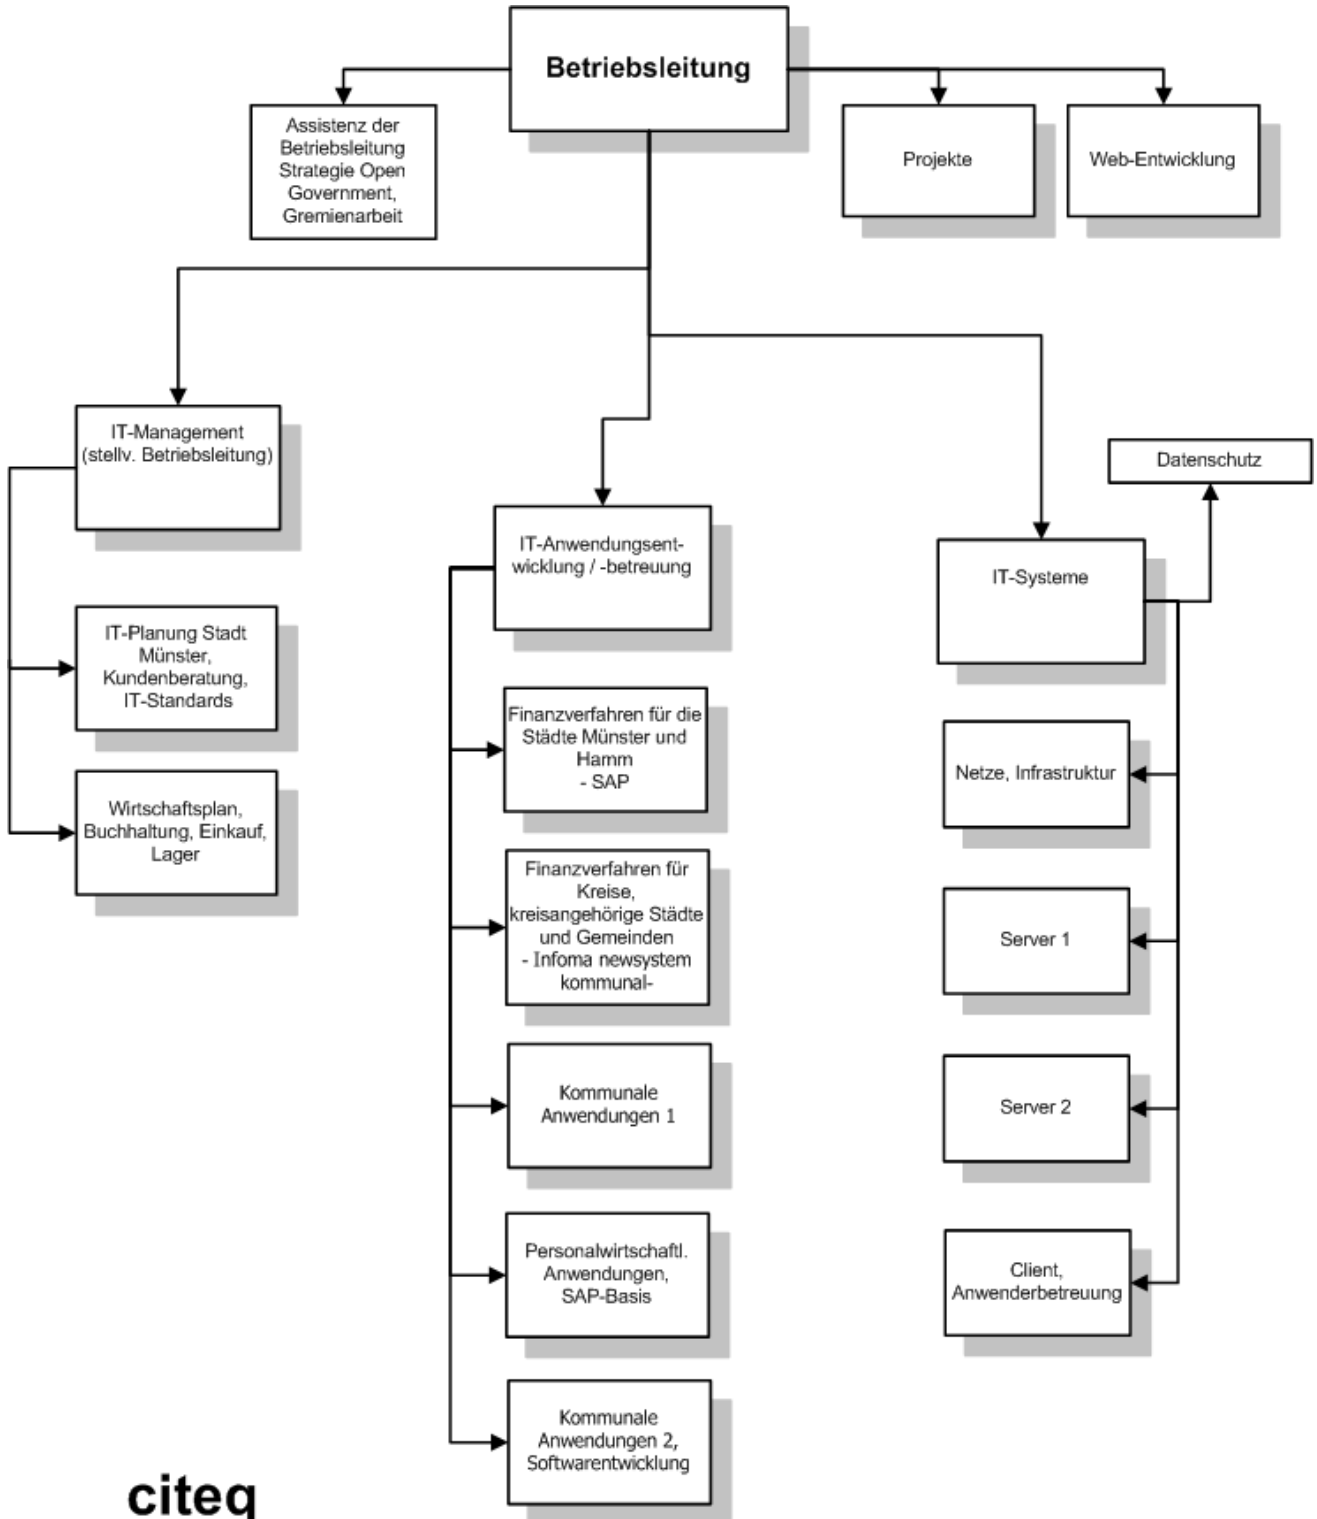 Betriebsleitung
Assistenz der
Betriebsleitung
Strategie Open
Government,
Gremienarbeit
Projekte
Web-Entwicklung
IT-Management
(stellv. Betriebsleitung)
IT-Planung Stadt
Münster,
Kundenberatung,
IT-Standards
Wirtschaftsplan,
Buchhaltung, Einkauf,
Lager
IT-Anwendungsent-
wicklung / -betreuung
Finanzverfahren für die
Städte Münster und
Hamm
- SAP
Finanzverfahren für
Kreise,
kreisangehörige Städte
und Gemeinden
- Infoma newsystem
kommunal-
Kommunale
Anwendungen 1
Personalwirtschaftl.
Anwendungen,
SAP-Basis
Kommunale
Anwendungen 2,
Softwarentwicklung
Datenschutz
IT-Systeme
Netze, Infrastruktur
Server 1
Server 2
Client,
Anwenderbetreuung
citeq